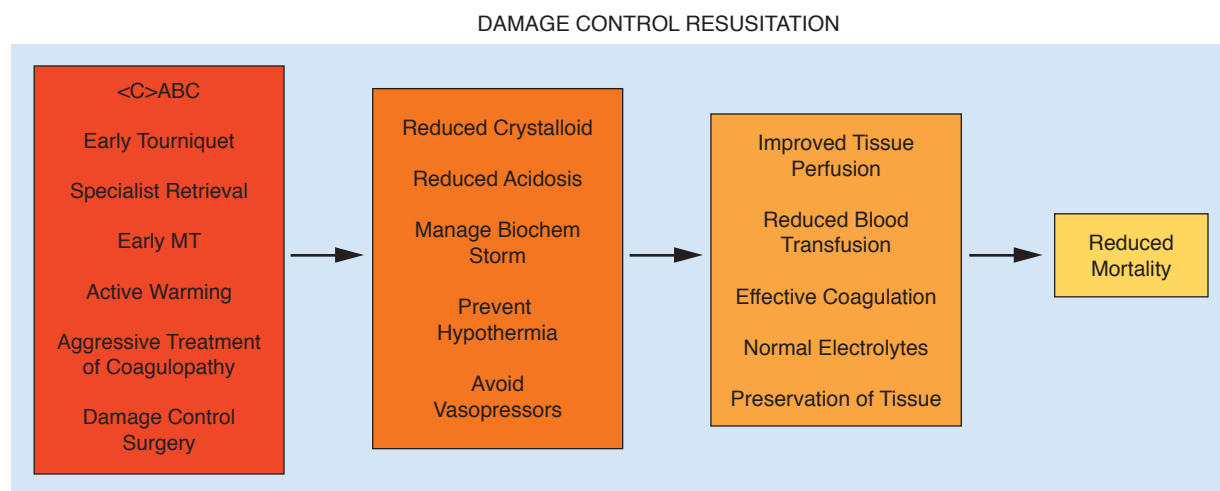 DAMAGE CONTROL RESUSITATION
<C>ABC
Early Tourniquet
Specialist Retrieval
Early MT
Active Warming
Aggressive Treatment
of Coagulopathy
Damage Control
Surgery
Reduced Crystalloid
Reduced Acidosis
Manage Biochem
Storm
Prevent
Hypothermia
Avoid
Vasopressors
Improved Tissue
Perfusion
Reduced Blood
Transfusion
Effective Coagulation
Normal Electrolytes
Preservation of Tissue
Reduced
Mortality